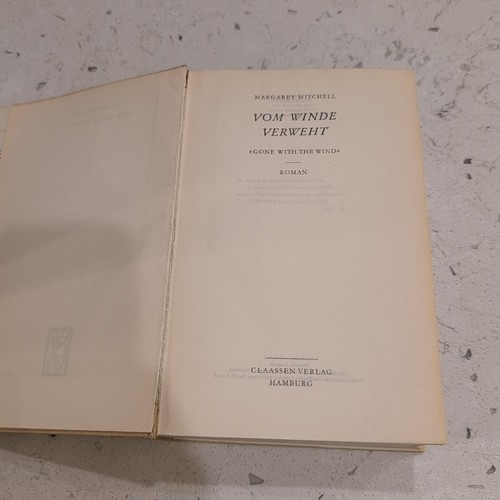 MARGARET MITCHELL
VOM WINDE
VERWEHT
»GONE WITH THE WIND«
ROMAN
CLAASSEN VERLAG
HAMBURG